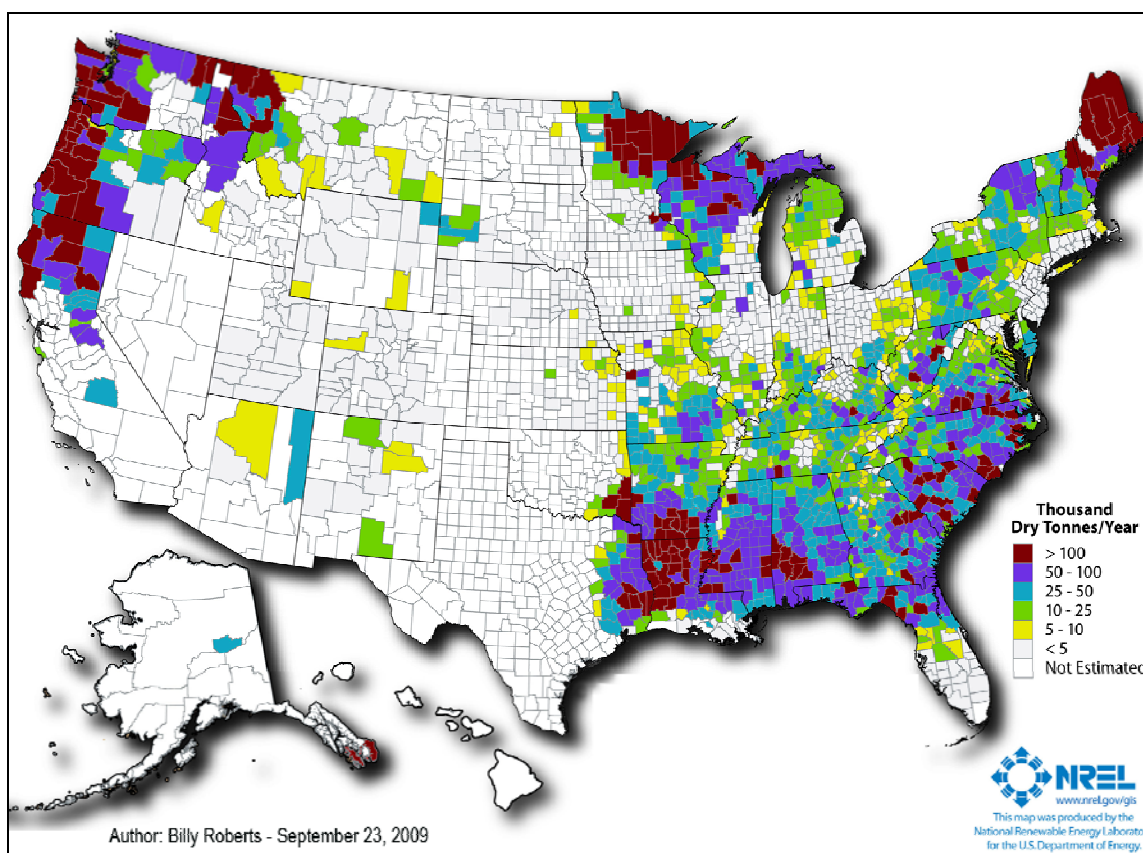 Thousand
Dry Tonnes/Year
> 100
50 - 100
25 - 50
10 - 25
5 - 10
< 5
Not Estimated
NREL
www.nrel.gov/gis
This map was produced by the
National Renewable Energy Laborato
for the U.S. Department of Energy.
Author: Billy Roberts - September 23, 2009